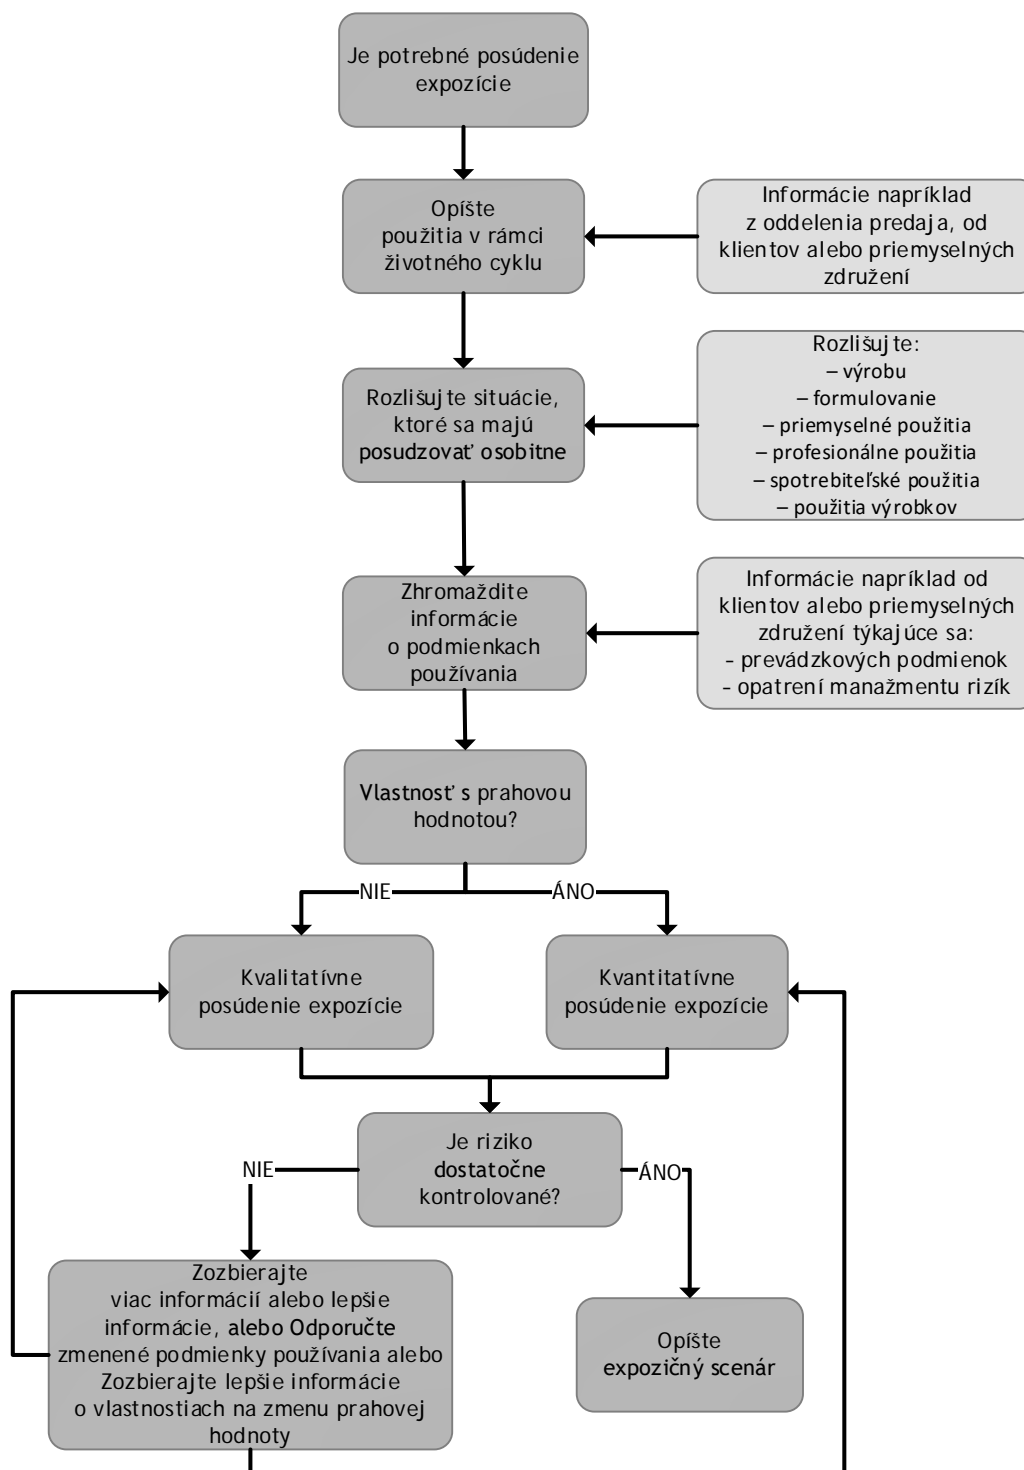 Je potrebné posúdenie
expozície
Opíšte
použitia v rámci
životného cyklu
Informácie napríklad
z oddelenia predaja, od
klientov alebo priemyselných
združení
Rozlišujte situácie,
ktoré sa majú
posudzovať osobitne
Rozlišujte:
– výrobu
– formulovanie
– priemyselné použitia
– profesionálne použitia
– spotrebiteľské použitia
– použitia výrobkov
Zhromaždite
informácie
o podmienkach
používania
Informácie napríklad od
klientov alebo priemyselných
združení týkajúce sa:
- prevádzkových podmienok
- opatrení manažmentu rizík
Vlastnosť s prahovou
hodnotou?
NIE
ÁNO
Kvalitatívne
posúdenie expozície
Kvantitatívne
posúdenie expozície
Je riziko
dostatočne
kontrolované?
NIE
ÁNO
Zozbierajte
viac informácií alebo lepšie
informácie, alebo Odporučte
zmenené podmienky používania alebo
Zozbierajte lepšie informácie
o vlastnostiach na zmenu prahovej
hodnoty
Opíšte
expozičný scenár